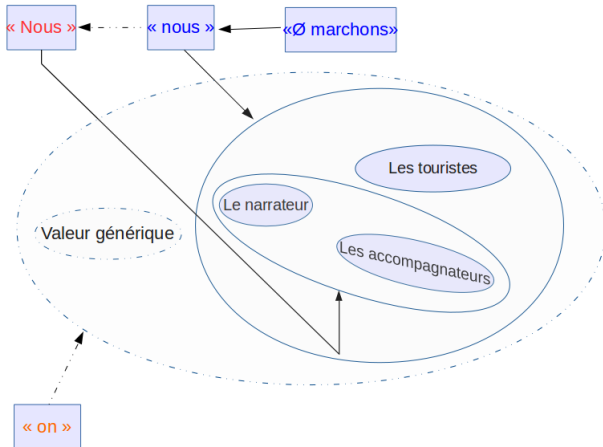 « Nous »
« nous »
«Ø marchons»
Les touristes
Le narrateur
Valeur générique
Les accompagnateurs
« on »